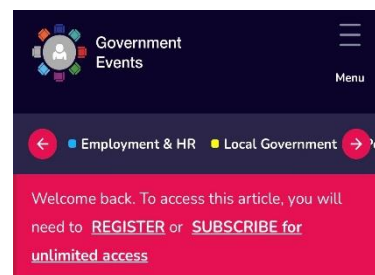 Government
Events
Menu
Employment & HR Local Government
Welcome back. To access this article, you will
need to REGISTER or SUBSCRIBE for
unlimited access